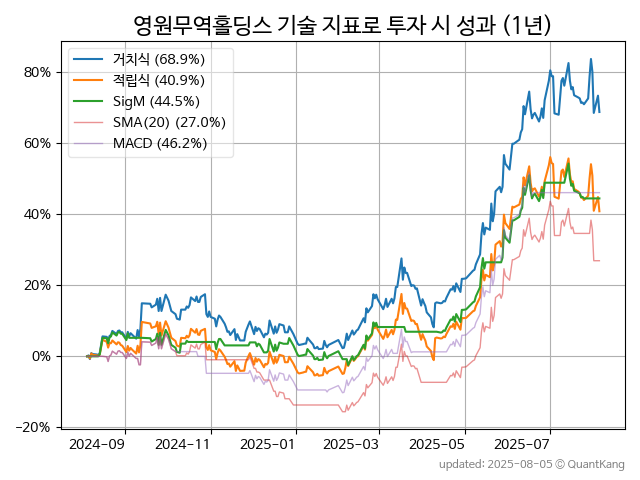 영원무역홀딩스 기술 지표로 투자 시 성과 (1년)
거치식 (68.9%)
적립식 (40.9%)
SigM (44.5%)
SMA(20) (27.0%)
MACD (46.2%)
80%
60%
40%
20%
0%
−20%
2024−09
2024−11
2025−01
2025−03
2025−05
2025−07
updated: 2025-08-05 © QuantKang